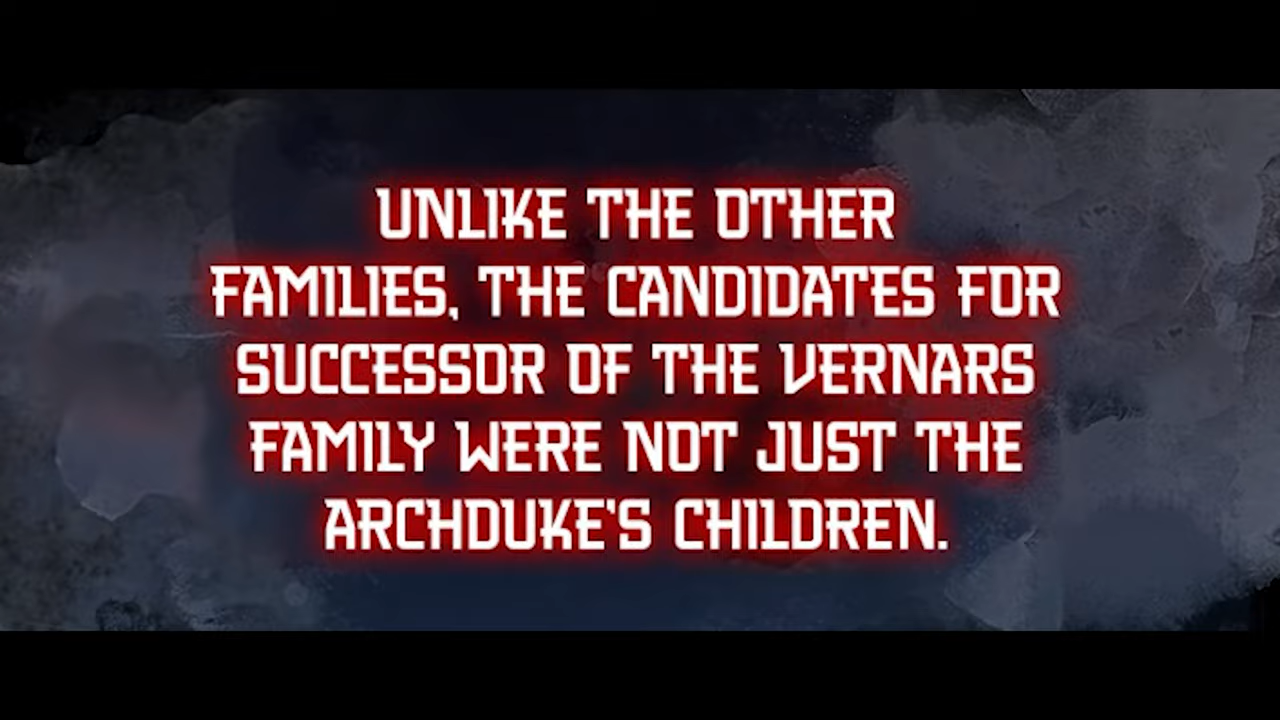 UNLIKE THE OTHER
FAMILIES, THE CANDIDATES FOR
SUCCESSOR OF THE VERNARS
FAMILY WERE NOT JUST THE
ARCHDUKE'S CHILDREN.